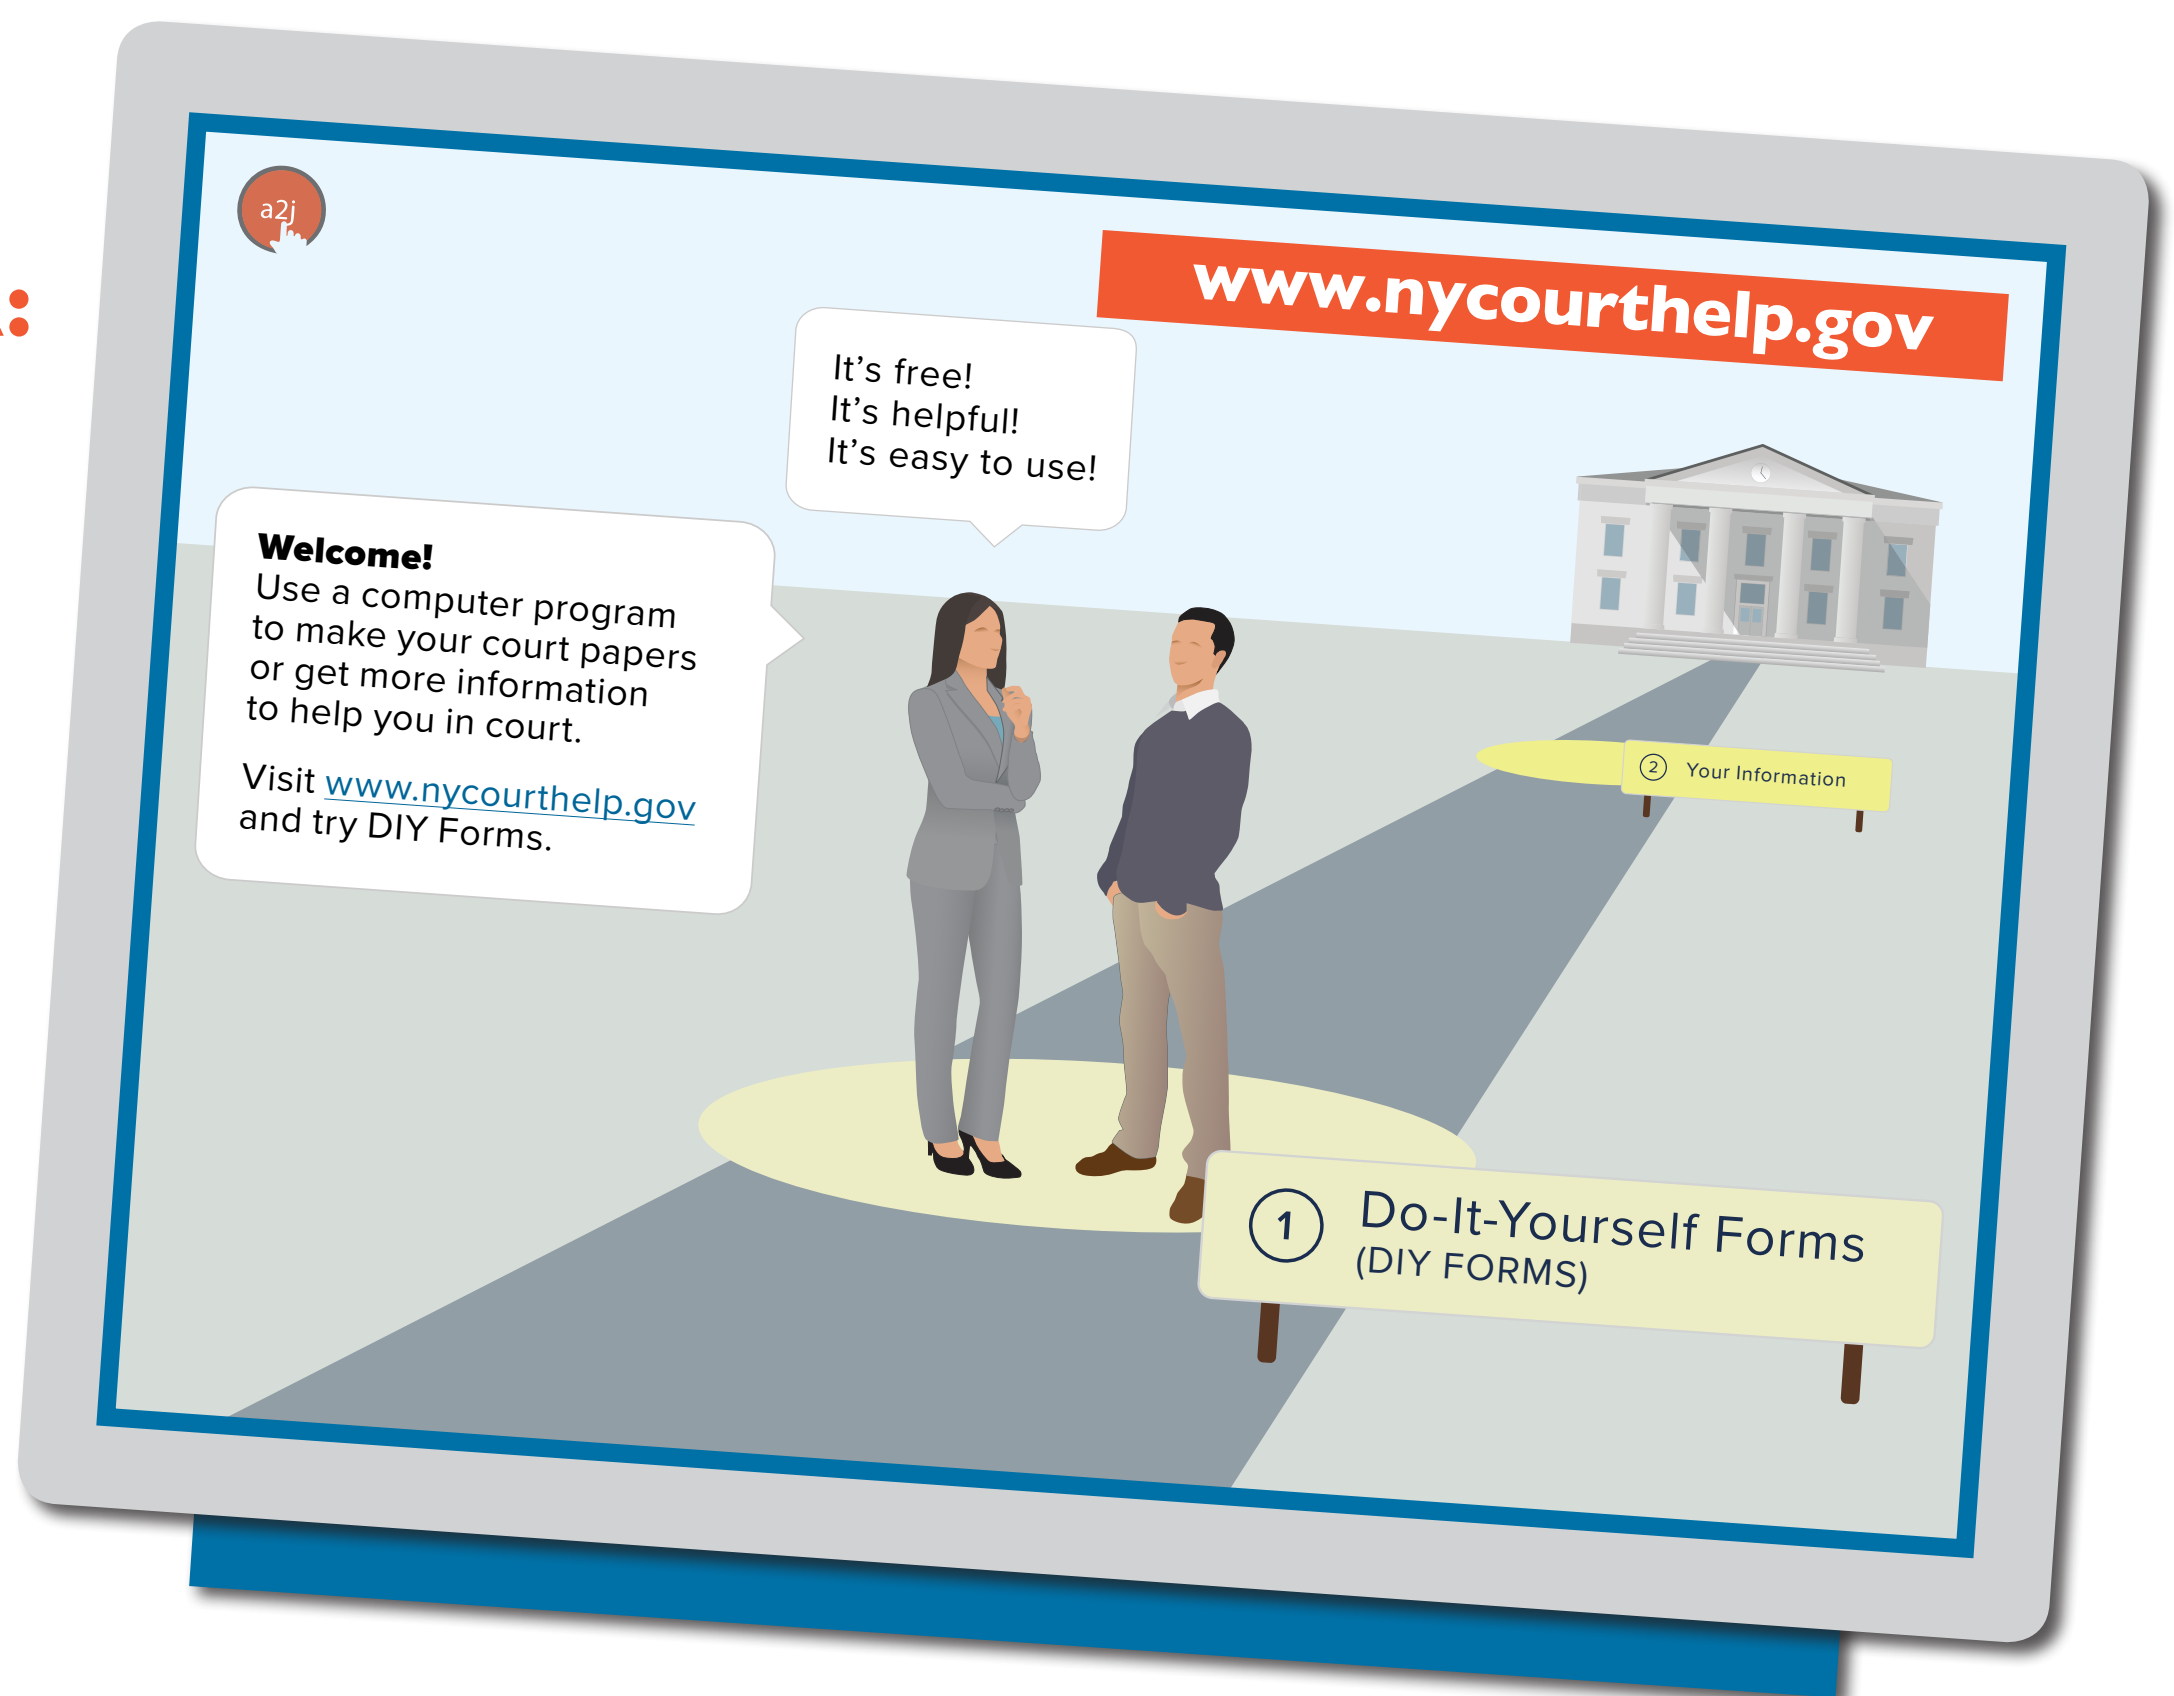 a2j
www.nycourthelp.gov
It's free!
It's helpful!
It's easy to use!
Welcome!
Use a computer program
to make your court papers
or get more information
to help you in court.
Visit www.nycourthelp.gov
and try DIY Forms.
2 Your Information
1 Do-It-Yourself Forms
(DIY FORMS)